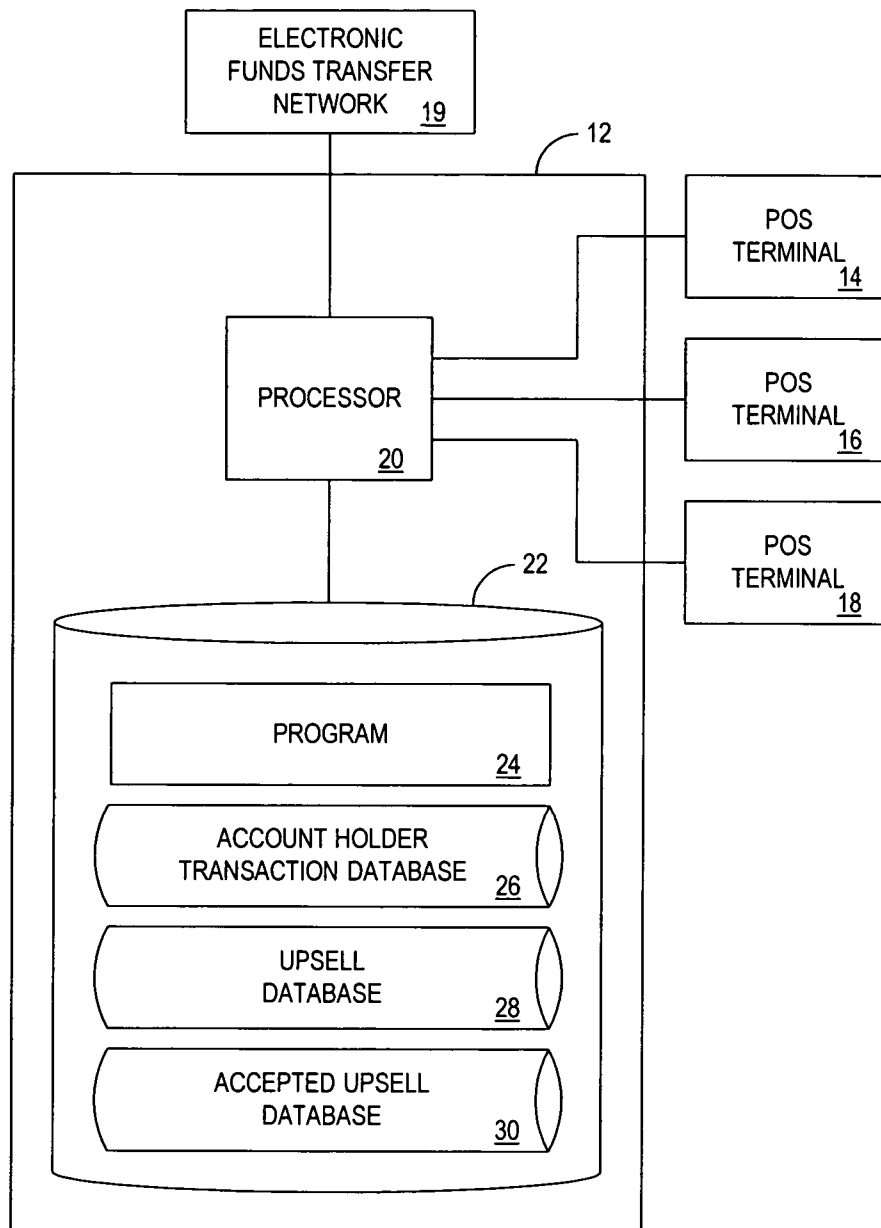 ELECTRONIC
FUNDS TRANSFER
NETWORK 19
12
POS
TERMINAL
14
PROCESSOR
20
POS
TERMINAL
16
POS
TERMINAL
18
22
PROGRAM
24
ACCOUNT HOLDER
TRANSACTION DATABASE
26
UPSELL
DATABASE
28
ACCEPTED UPSELL
DATABASE
30